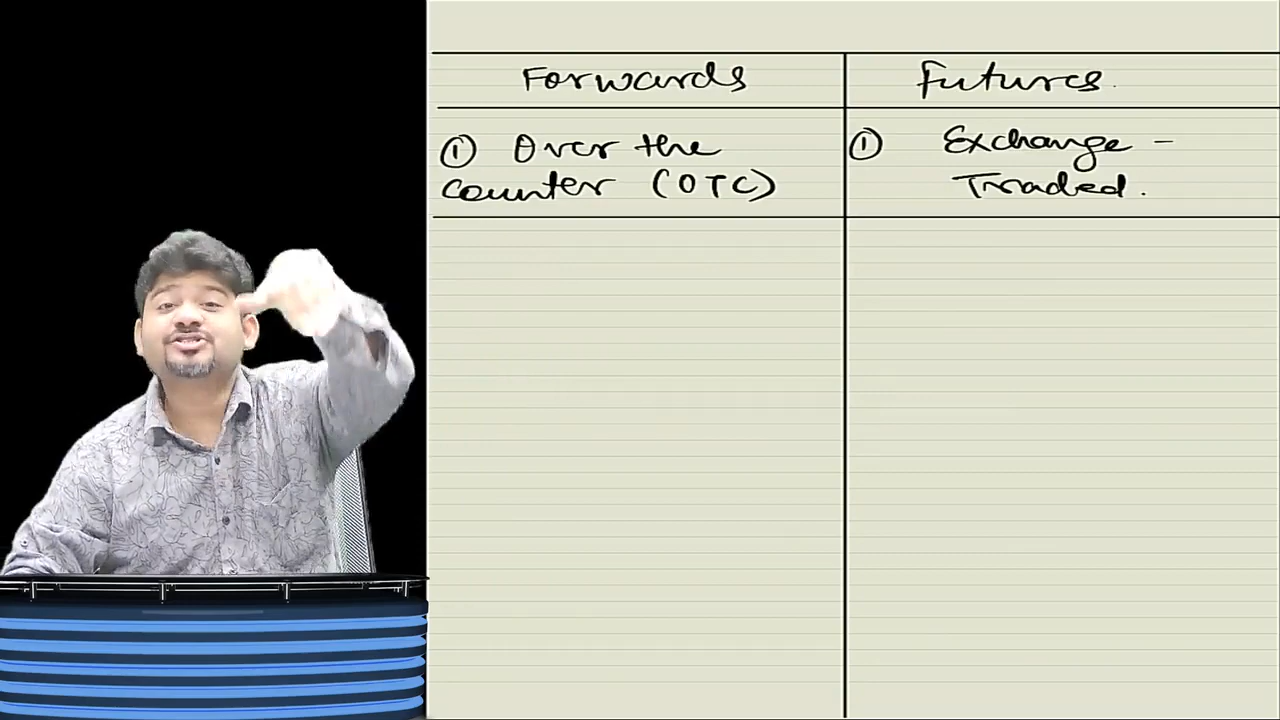 Forwards
Futures.
① Over the
counter (OTC)
① Exchange -
Traded.